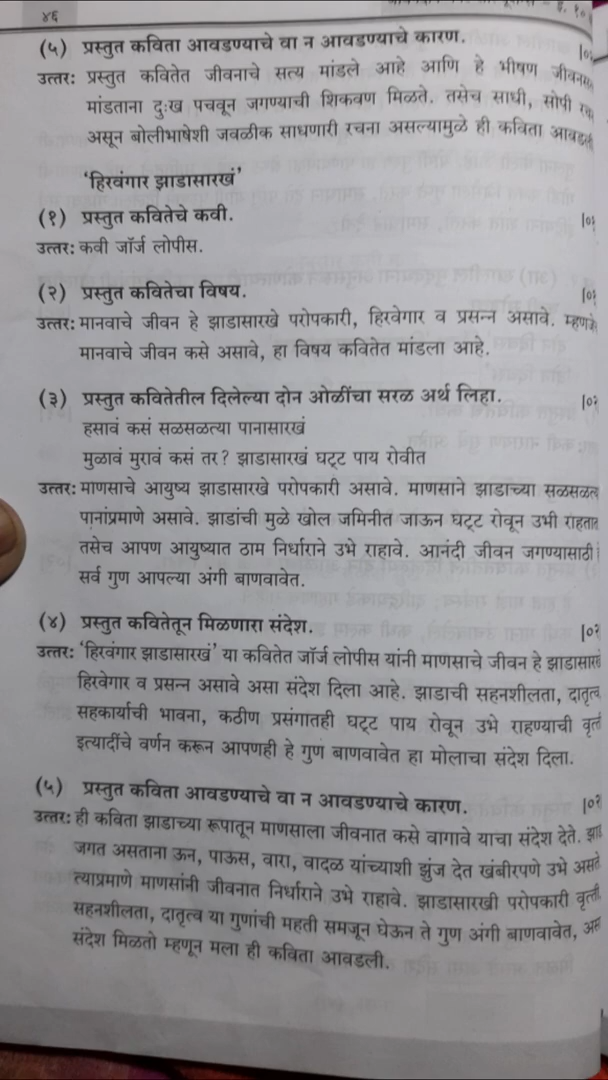 ४६
(५) प्रस्तुत कविता आवडण्याचे वा न आवडण्याचे कारण.
उत्तर: प्रस्तुत कवितेत जीवनाचे सत्य मांडले आहे आणि हे भीषण
मांडताना दुःख पचवून जगण्याची शिकवण मिळते. तसेच साधी, सोपी
असून बोलीभाषेशी जवळीक साधणारी रचना असल्यामुळे ही कविता
'हिरवंगार झाडासारखं'
(१) प्रस्तुत कवितेचे कवी.
उत्तर: कवी जॉर्ज लोपीस.
(२) प्रस्तुत कवितेचा विषय.
उत्तर: मानवाचे जीवन हे झाडासारखे परोपकारी, हिरवेगार व प्रसन्न असावे.
मानवाचे जीवन कसे असावे, हा विषय कवितेत मांडला आहे.
(३) प्रस्तुत कवितेतील दिलेल्या दोन ओळींचा सरळ अर्थ लिहा. [०२
हसावं कसं सळसळत्या पानासारखं
मुळावं मुरावं कसं तर? झाडासारखं घट्ट पाय रोवीत
उत्तर: माणसाचे आयुष्य झाडासारखे परोपकारी असावे. माणसाने झाडाच्या
पानांप्रमाणे असावे. झाडांची मुळे खोल जमिनीत जाऊन घट्ट रोवून उभी
तसेच आपण आयुष्यात ठाम निर्धाराने उभे राहावे. आनंदी जीवन जगण्यासाठी
सर्व गुण आपल्या अंगी बाणवावेत.
(४) प्रस्तुत कवितेतून मिळणारा संदेश. [०२
उत्तर: 'हिरवंगार झाडासारखं' या कवितेत जॉर्ज लोपीस यांनी माणसाचे जीवन हे
हिरवेगार व प्रसन्न असावे असा संदेश दिला आहे. झाडाची सहनशीलता, दातृत्व
सहकार्याची भावना, कठीण प्रसंगातही घट्ट पाय रोवून उभे राहण्याची
इत्यादींचे वर्णन करून आपणही हे गुण बाणवावेत हा मोलाचा संदेश दिला.
(५) प्रस्तुत कविता आवडण्याचे वा न आवडण्याचे कारण. [०२
उत्तर: ही कविता झाडाच्या रूपातून माणसाला जीवनात कसे वागावे याचा संदेश देते.
जगत असताना ऊन, पाऊस, वारा, वादळ यांच्याशी झुंज देत खंबीरपणे उभे
त्याप्रमाणे माणसांनी जीवनात निर्धाराने उभे राहावे. झाडासारखी परोपकारी
सहनशीलता, दातृत्व या गुणांची महती समजून घेऊन ते गुण अंगी बाणवावेत,
संदेश मिळतो म्हणून मला ही कविता आवडली.